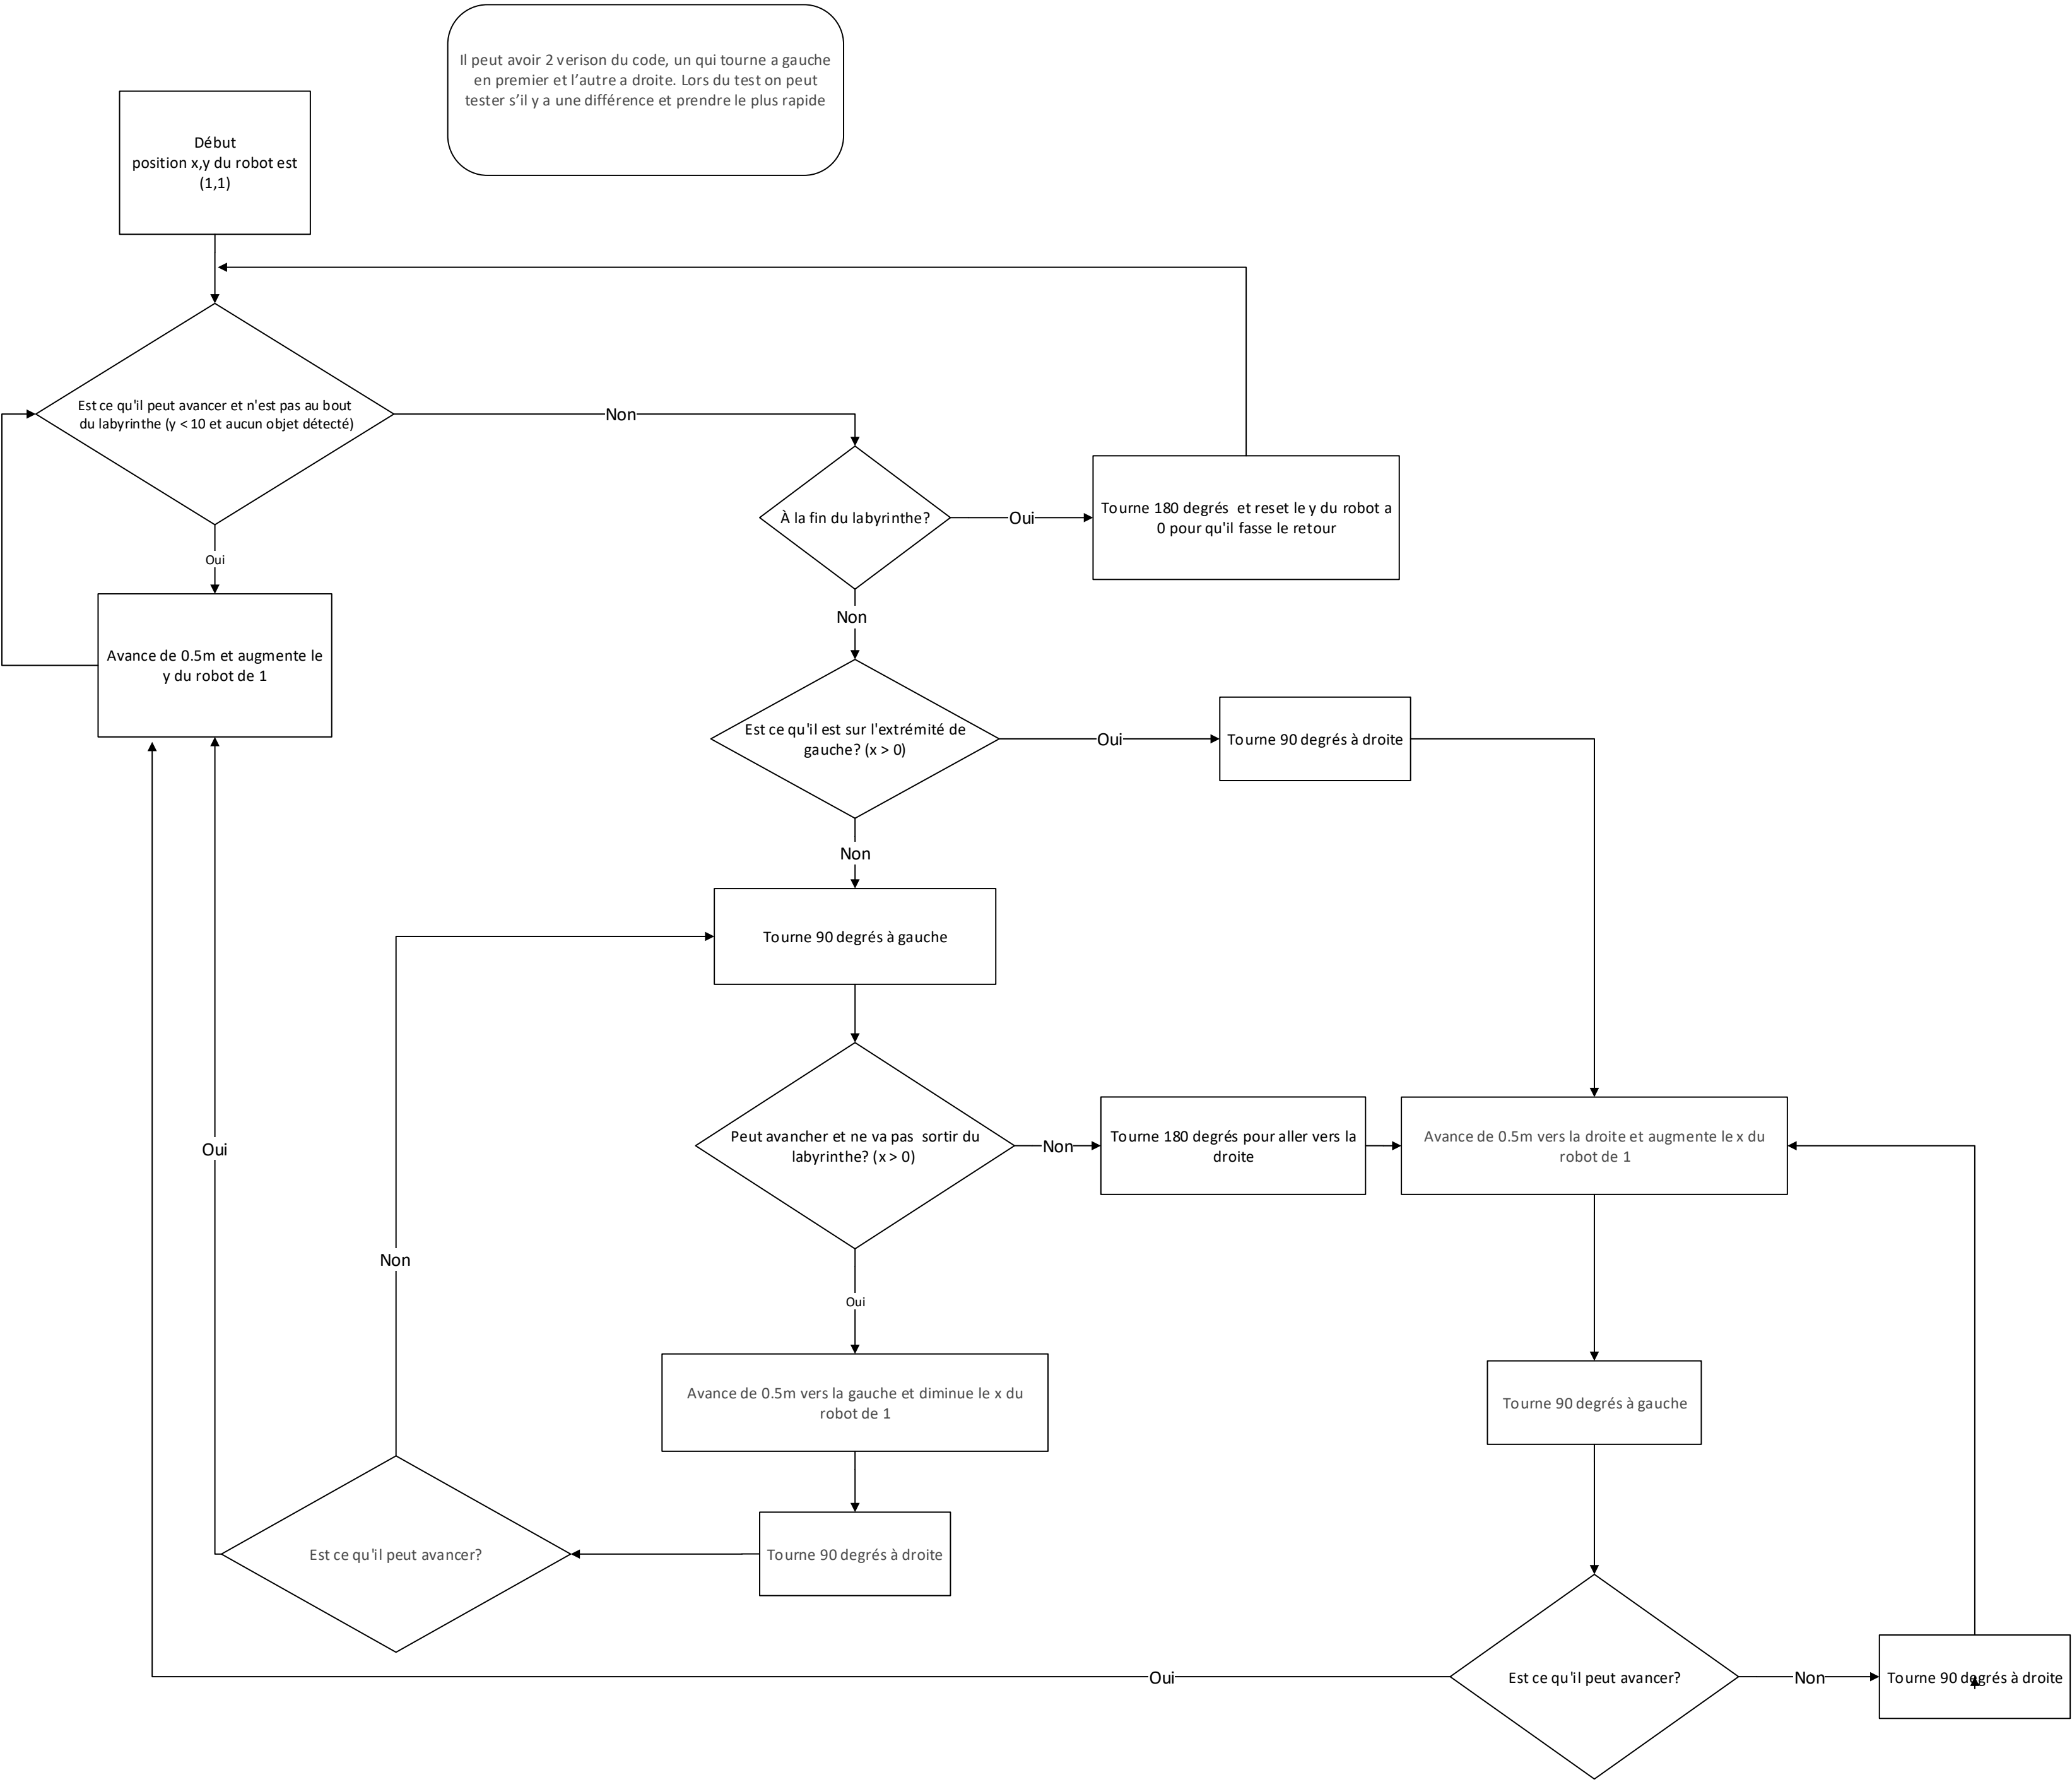 Il peut avoir 2 verison du code, un qui tourne a gauche
en premier et l'autre a droite. Lors du test on peut
tester s'il y a une différence et prendre le plus rapide
Début
position x,y du robot est
(1,1)
Est ce qu'il peut avancer et n'est pas au bout
du labyrinthe (y < 10 et aucun objet détecté)
Non
À la fin du labyrinthe?
Oui
Tourne 180 degrés et reset le y du robot a
0 pour qu'il fasse le retour
Oui
Non
Avance de 0.5m et augmente le
y du robot de 1
Est ce qu'il est sur l'extrémité de
gauche? (x > 0)
Oui
Tourne 90 degrés à droite
Non
Tourne 90 degrés à gauche
Peut avancher et ne va pas sortir du
labyrinthe? (x > 0)
Non
Tourne 180 degrés pour aller vers la
droite
Avance de 0.5m vers la droite et augmente le x du
robot de 1
Oui
Non
Oui
Avance de 0.5m vers la gauche et diminue le x du
robot de 1
Tourne 90 degrés à gauche
Est ce qu'il peut avancer?
Tourne 90 degrés à droite
Oui
Est ce qu'il peut avancer?
Non
Tourne 90 degrés à droite